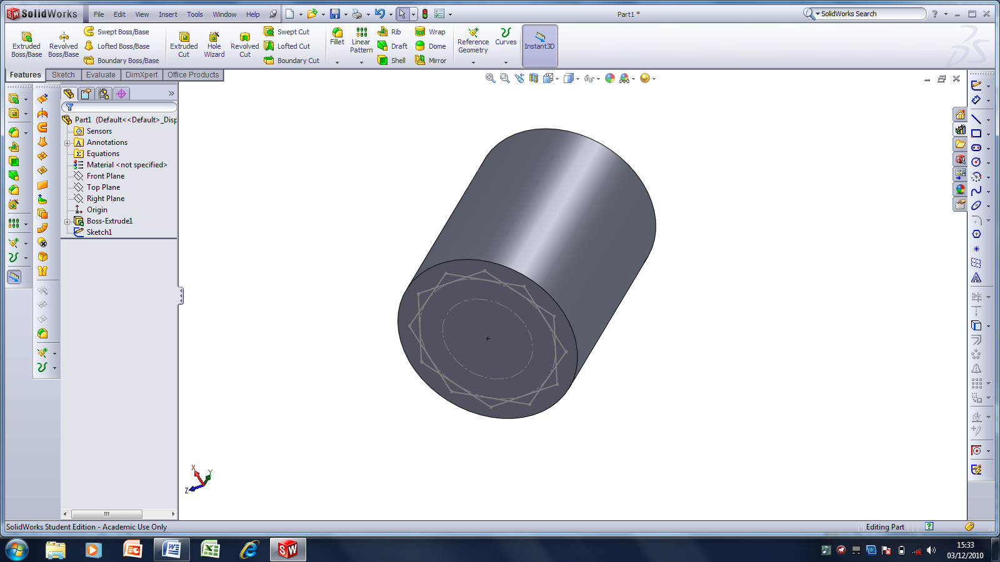 SolidWorks File Edit View Insert Tools Window Help Part1 * SolidWorks Search
Extruded Boss/Base
Revolved Boss/Base
Swept Boss/Base
Lofted Boss/Base
Boundary Boss/Base
Extruded Cut
Hole Wizard
Revolved Cut
Swept Cut
Lofted Cut
Boundary Cut
Fillet
Linear Pattern
Rib
Draft
Shell
Wrap
Dome
Mirror
Reference Geometry
Curves
Instant3D
Features Sketch Evaluate DimXpert Office Products
Part1 (Default<<Default>_Disp
Sensors
Annotations
Equations
Material <not specified>
Front Plane
Top Plane
Right Plane
Origin
Boss-Extrude1
Sketch1
X
Y
Z
SolidWorks Student Edition - Academic Use Only Editing Part
15:33
03/12/2010